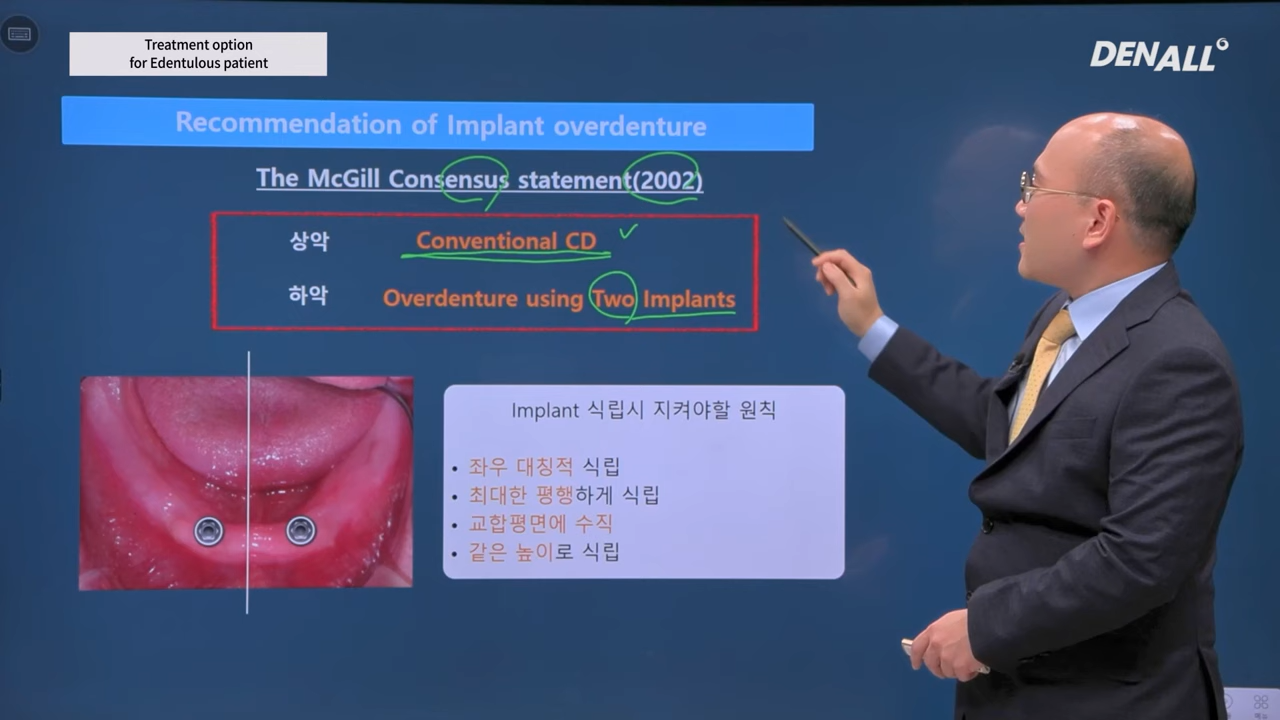 Treatment option
for Edentulous patient
DENALL
Recommendation of Implant overdenture
The McGill Consensus statement(2002)
상악 Conventional CD
하악 Overdenture using Two Implants
Implant 식립시 지켜야할 원칙
• 좌우 대칭적 식립
• 최대한 평행하게 식립
• 교합평면에 수직
• 같은 높이로 식립